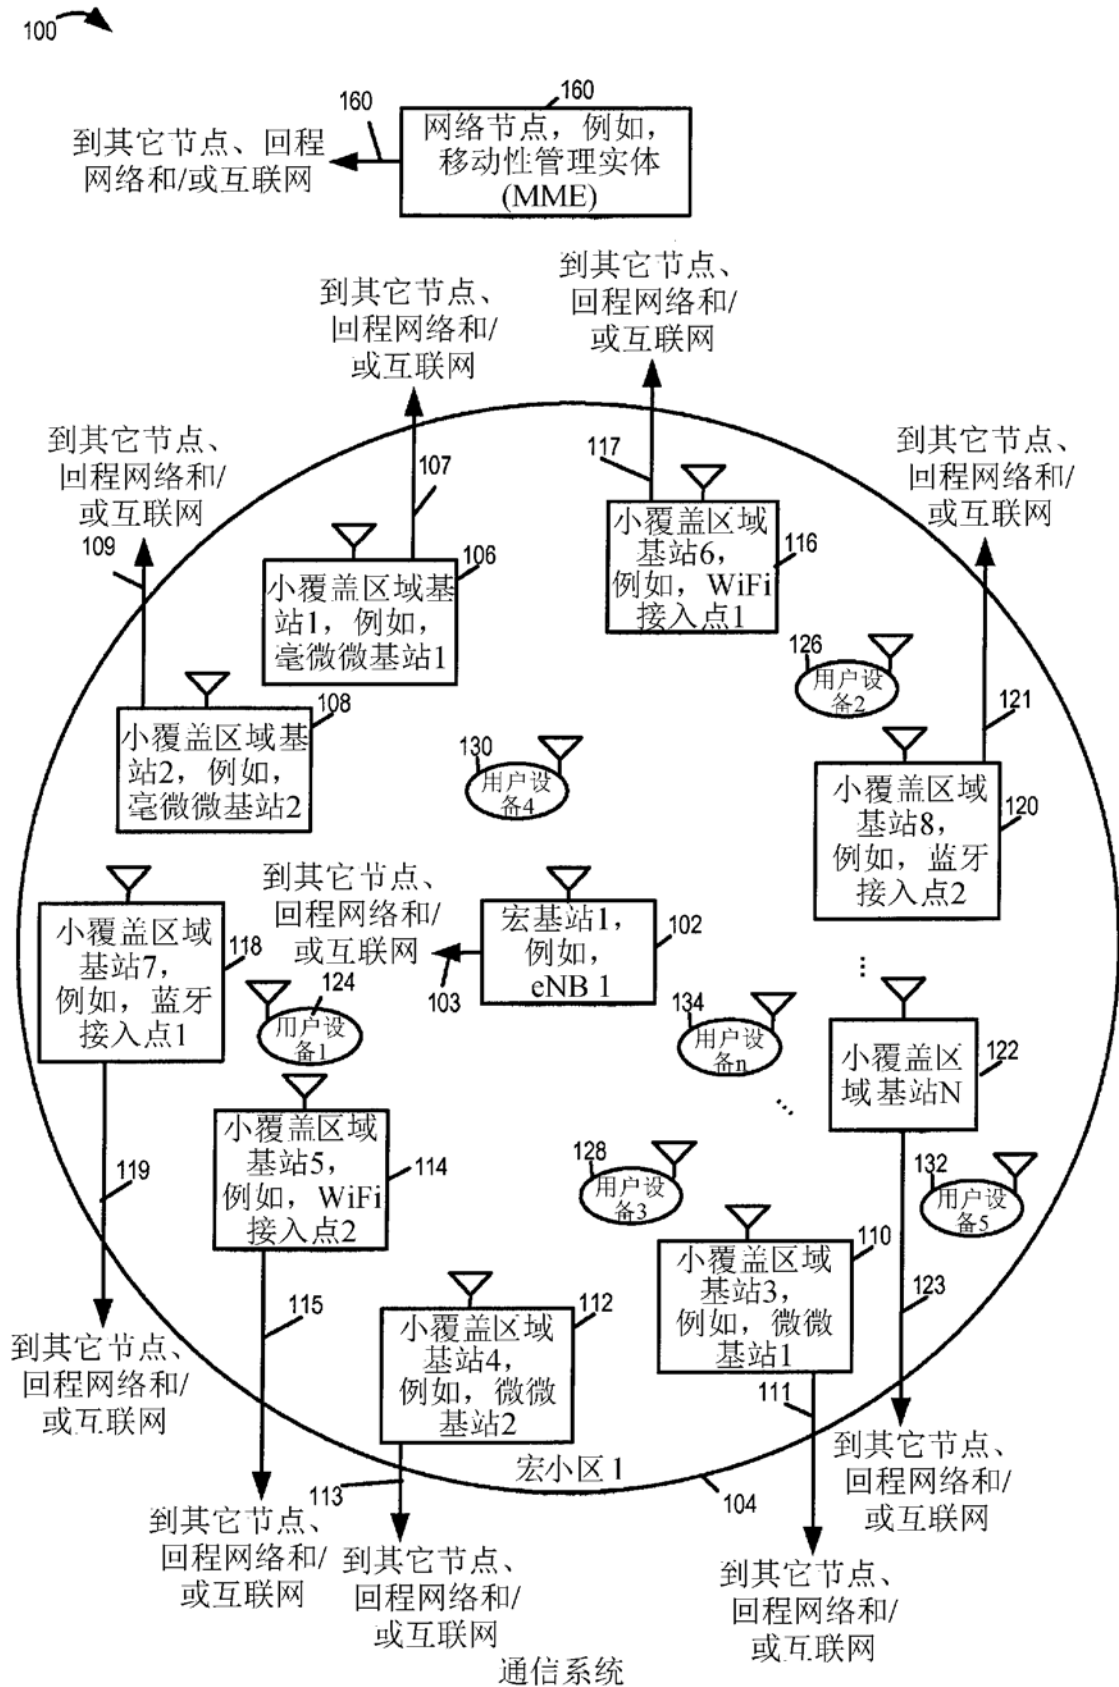 100
160
160
网络节点，例如，
移动性管理实体
(MME)
到其它节点、回程
网络和/或互联网
到其它节点、
回程网络和/
或互联网
到其它节点、
回程网络和/
或互联网
到其它节点、
回程网络和/
或互联网
到其它节点、
回程网络和/
或互联网
109
107
117
121
小覆盖区域基
站1，例如，
毫微微基站1
106
小覆盖区域
基站6，
例如，WiFi
接入点1
116
小覆盖区域基
站2，例如，
毫微微基站2
108
126
用户设
备2
130
用户设
备4
小覆盖区域
基站8，
例如，蓝牙
接入点2
120
到其它节点、
回程网络和/
或互联网
103
宏基站1，
例如，
eNB 1
102
小覆盖区域
基站7，
例如，蓝牙
接入点1
118
124
用户设
备1
134
用户设
备n
...
...
小覆盖区
域基站N
122
小覆盖区域
基站5，
例如，WiFi
接入点2
114
119
128
用户设
备3
132
用户设
备5
小覆盖区域
基站3，
例如，微微
基站1
110
123
115
小覆盖区域
基站4，
例如，微微
基站2
112
111
113
宏小区 1
104
到其它节点、
回程网络和/
或互联网
到其它节点、
回程网络和/
或互联网
到其它节点、
回程网络和/
或互联网
到其它节点、
回程网络和/
或互联网
到其它节点、
回程网络和/
或互联网
通信系统